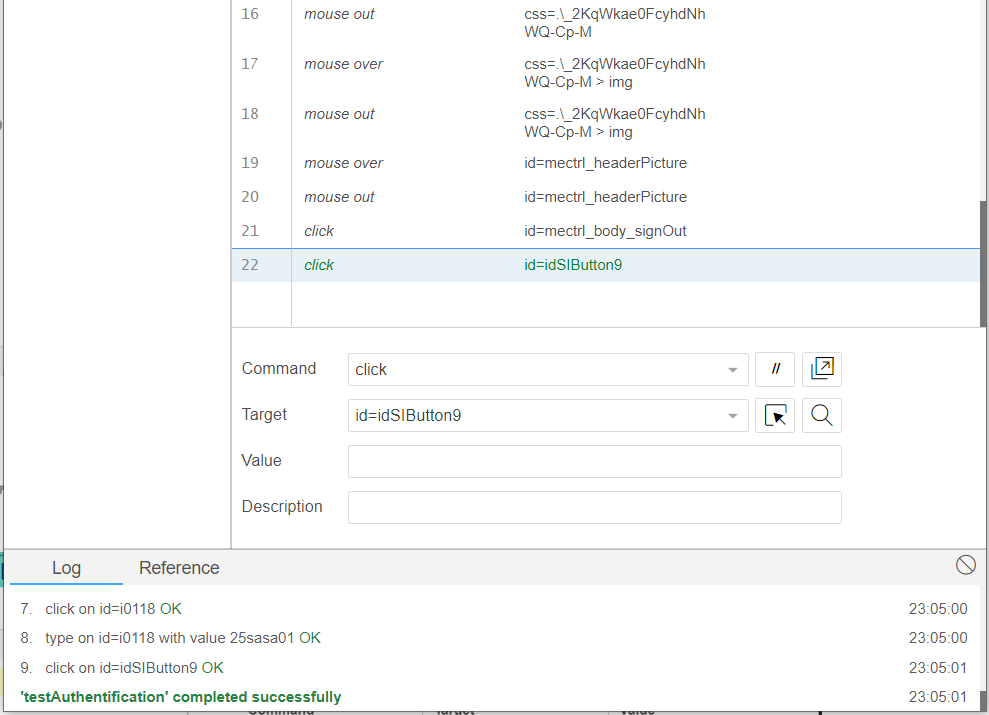 16 mouse out css=.\_2KqWkae0FcyhdNh
WQ-Cp-M
17 mouse over css=.\_2KqWkae0FcyhdNh
WQ-Cp-M > img
18 mouse out css=.\_2KqWkae0FcyhdNh
WQ-Cp-M > img
19 mouse over id=mectrl_headerPicture
20 mouse out id=mectrl_headerPicture
21 click id=mectrl_body_signOut
22 click id=idSIButton9
Command click //
Target id=idSIButton9
Value
Description
Log Reference
7. click on id=i0118 OK 23:05:00
8. type on id=i0118 with value 25sasa01 OK 23:05:00
9. click on id=idSIButton9 OK 23:05:01
'testAuthentification' completed successfully 23:05:01
Command Target Value